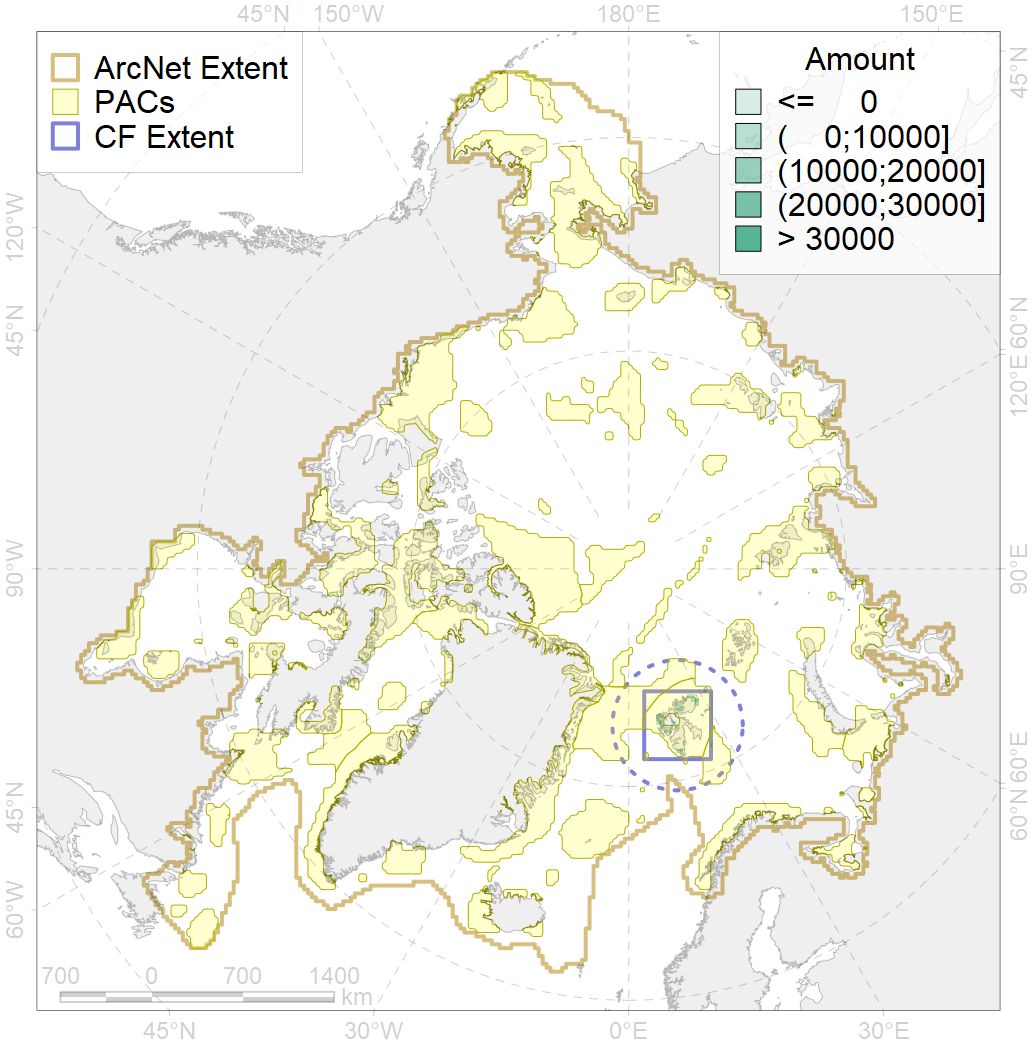 45°N 150°W 180°E 150°E
ArcNet Extent
PACs
CF Extent
Amount
<= 0
( 0;10000]
(10000;20000]
(20000;30000]
> 30000
45°N
120°W
45°N
90°W
45°N
60°W
60°N
120°E
90°E
60°E
60°N
700 0 700 1400
km
45°W 30°W 0°E 30°E